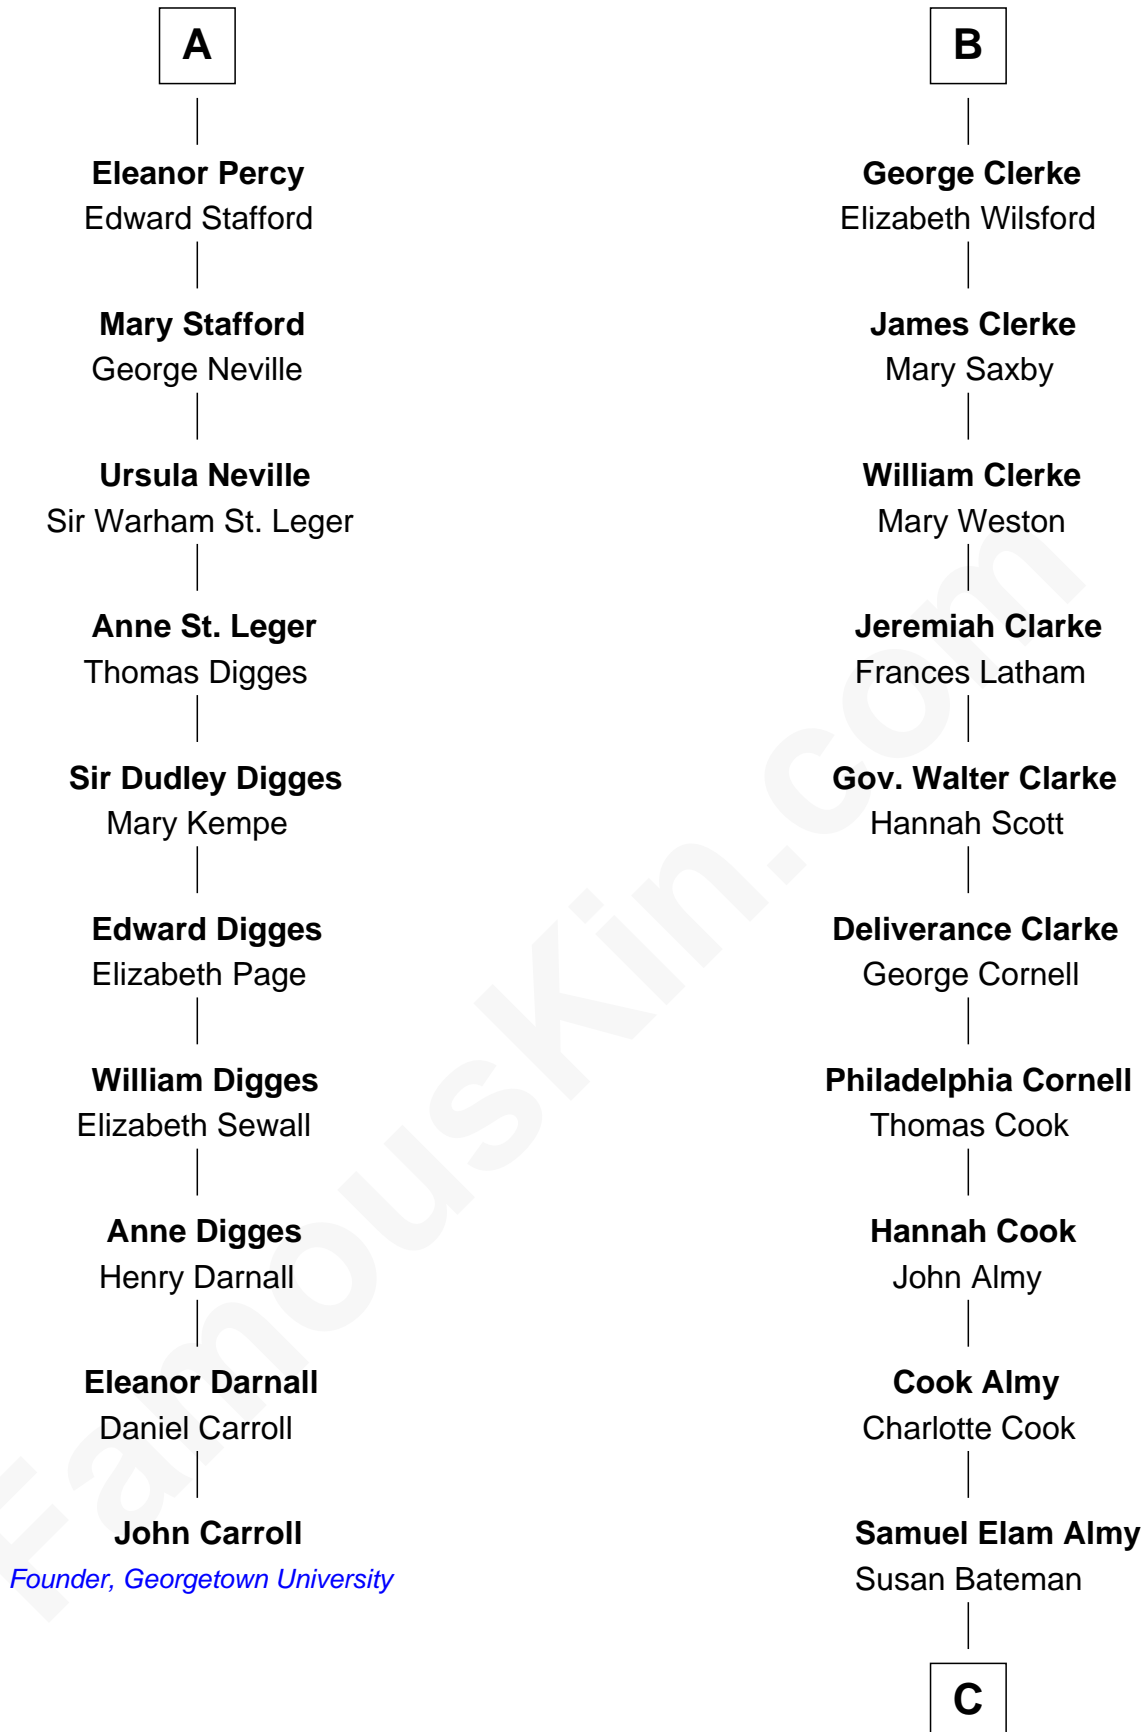 A
Eleanor Percy
Edward Stafford
Mary Stafford
George Neville
Ursula Neville
Sir Warham St. Leger
Anne St. Leger
Thomas Digges
Sir Dudley Digges
Mary Kempe
Edward Digges
Elizabeth Page
William Digges
Elizabeth Sewall
Anne Digges
Henry Darnall
Eleanor Darnall
Daniel Carroll
John Carroll
Founder, Georgetown University
B
George Clerke
Elizabeth Wilsford
James Clerke
Mary Saxby
William Clerke
Mary Weston
Jeremiah Clarke
Frances Latham
Gov. Walter Clarke
Hannah Scott
Deliverance Clarke
George Cornell
Philadelphia Cornell
Thomas Cook
Hannah Cook
John Almy
Cook Almy
Charlotte Cook
Samuel Elam Almy
Susan Bateman
C
FamousKin.com